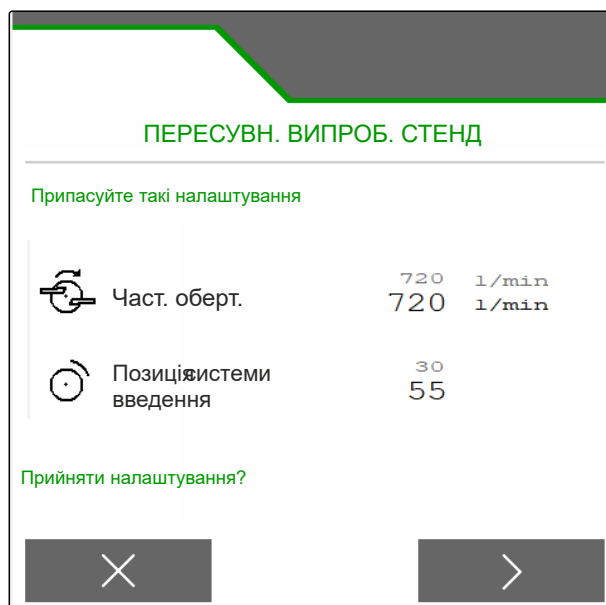 ПЕРЕСУВН. ВИПРОБ. СТЕНД
Припасуйте такі налаштування
720 1/min
Част. оберт. 720 1/min
30
Позиція системи
55
введення
Прийняти налаштування?